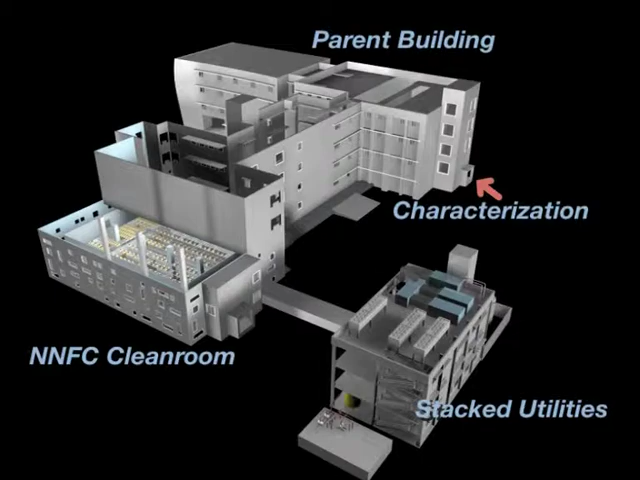 Parent Building
Characterization
NNFC Cleanroom
Stacked Utilities